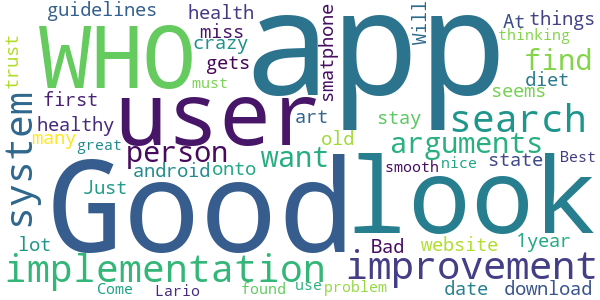 guidelines health At Will things
miss
crazy
WHO app thinking
trust gets smatphone find
must seems diet
first user art search
healthy old stay
many person want arguments
great android onto state nice Best
system Just smooth
Good look
lot Bad website 1year
implementation improvement
Come Lario found use problem date download